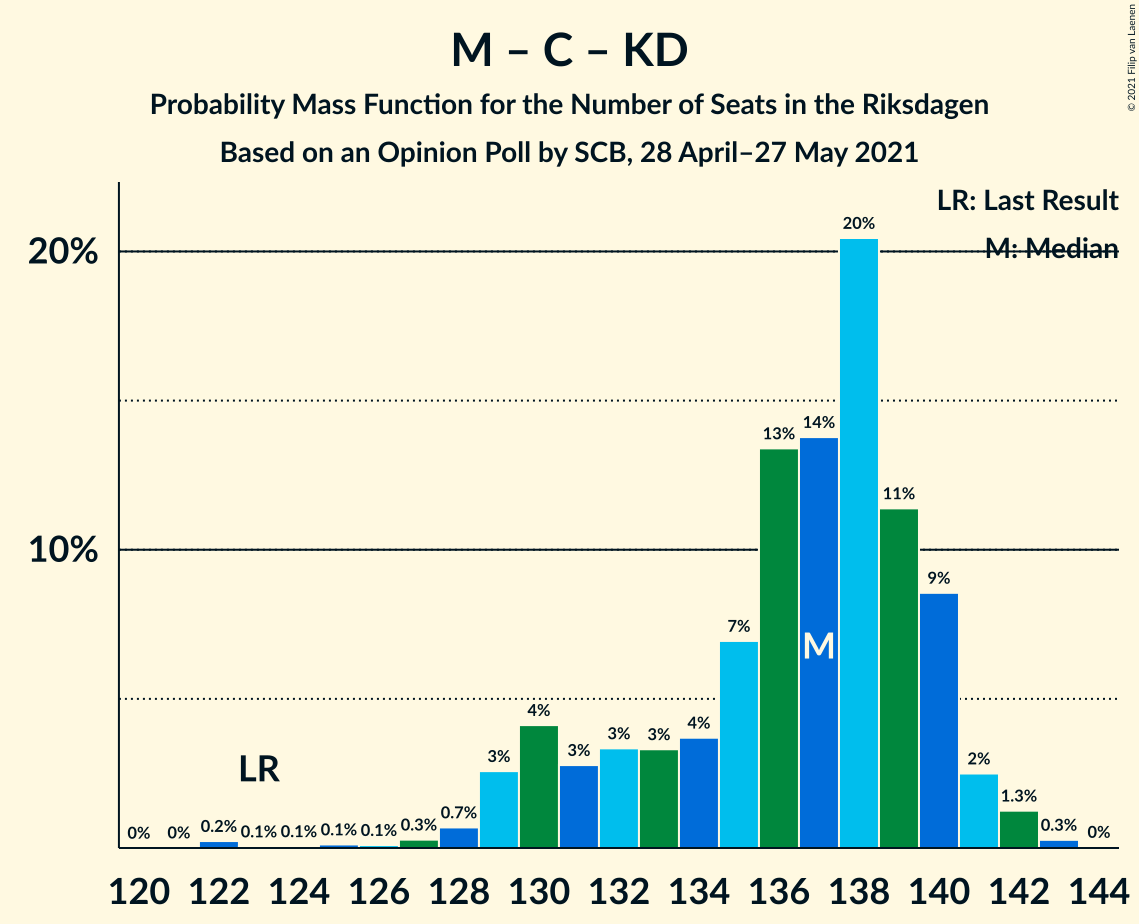 M – C – KD
Probability Mass Function for the Number of Seats in the Riksdagen
Based on an Opinion Poll by SCB, 28 April–27 May 2021
© 2021 Filip van Laenen
LR: Last Result
M: Median
20%
10%
0% 0% 0.2% 0.1% 0.1% 0.1% 0.1% 0.3% 0.7% 3% 4% 3% 3% 3% 4% 7% 13% 14% 20% 11% 9% 2% 1.3% 0.3% 0%
LR
M
120 122 124 126 128 130 132 134 136 138 140 142 144